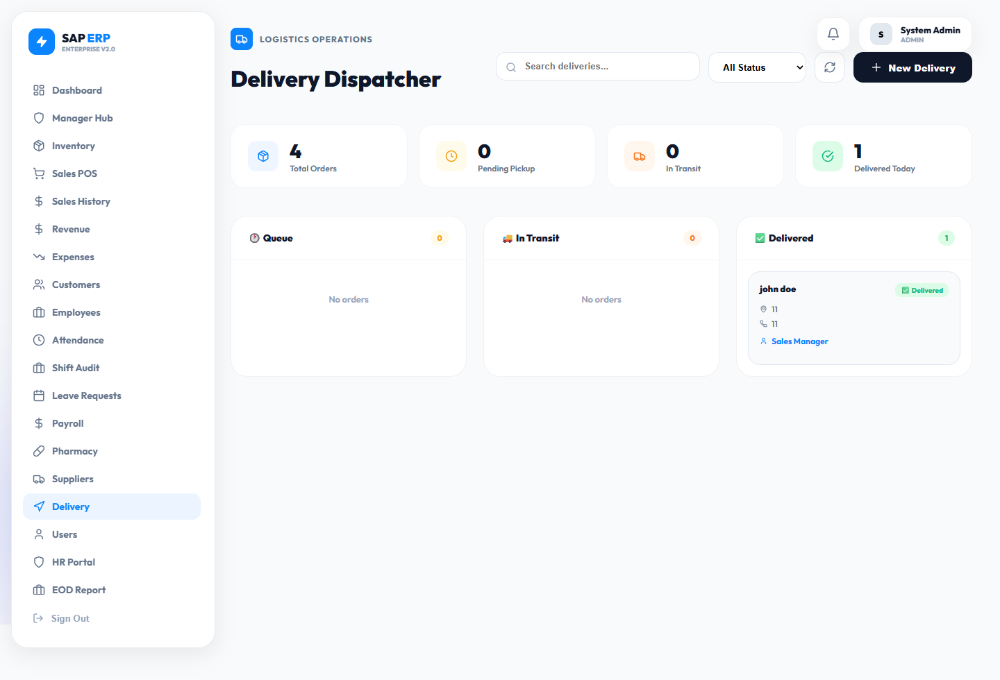 SAP ERP
ENTERPRISE V2.0
Dashboard
Manager Hub
Inventory
Sales POS
Sales History
Revenue
Expenses
Customers
Employees
Attendance
Shift Audit
Leave Requests
Payroll
Pharmacy
Suppliers
Delivery
Users
HR Portal
EOD Report
Sign Out
LOGISTICS OPERATIONS
Delivery Dispatcher
S
System Admin
ADMIN
Search deliveries...
All Status
New Delivery
4
Total Orders
0
Pending Pickup
0
In Transit
1
Delivered Today
Queue
0
No orders
In Transit
0
No orders
Delivered
1
john doe
Delivered
11
11
Sales Manager